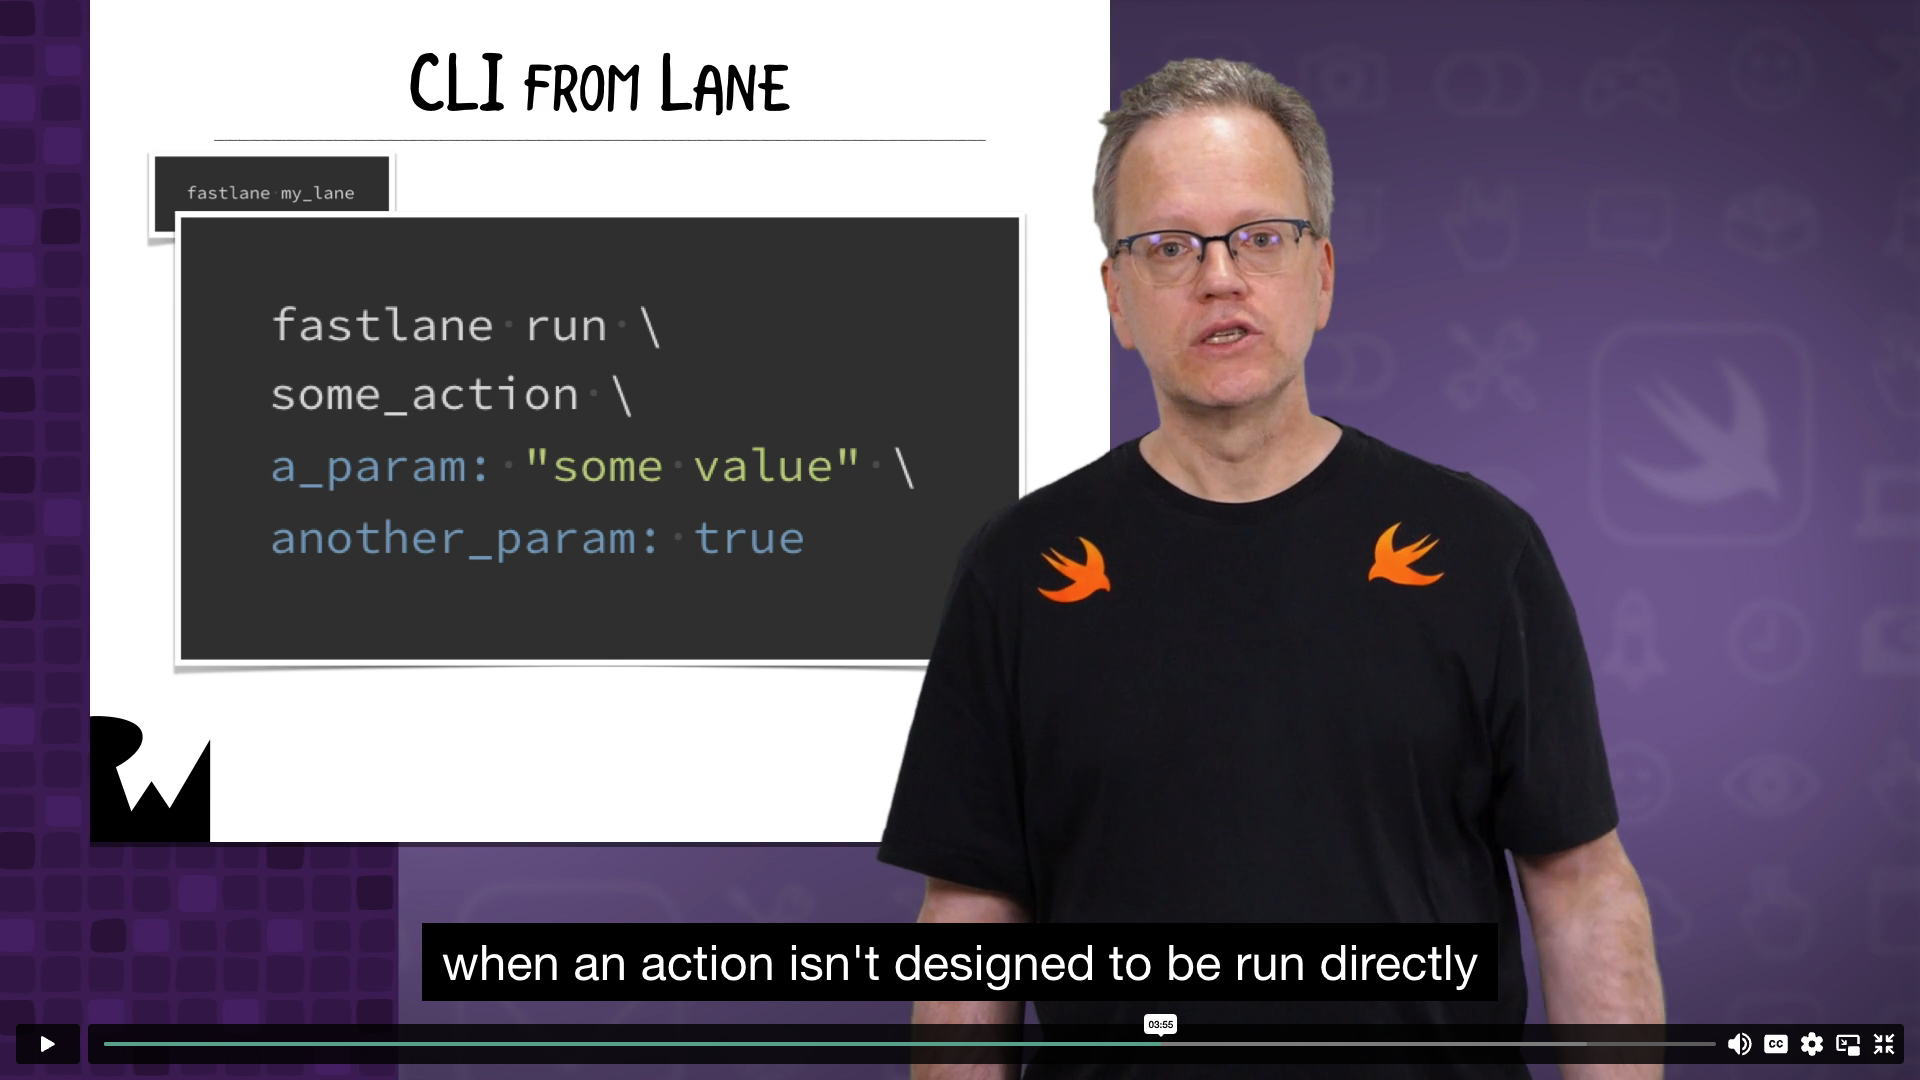 CLI FROM LANE
fastlane my_lane
fastlane run \
some_action \
a_param: "some value" \
another_param: true
RW
when an action isn't designed to be run directly
03:55
CC